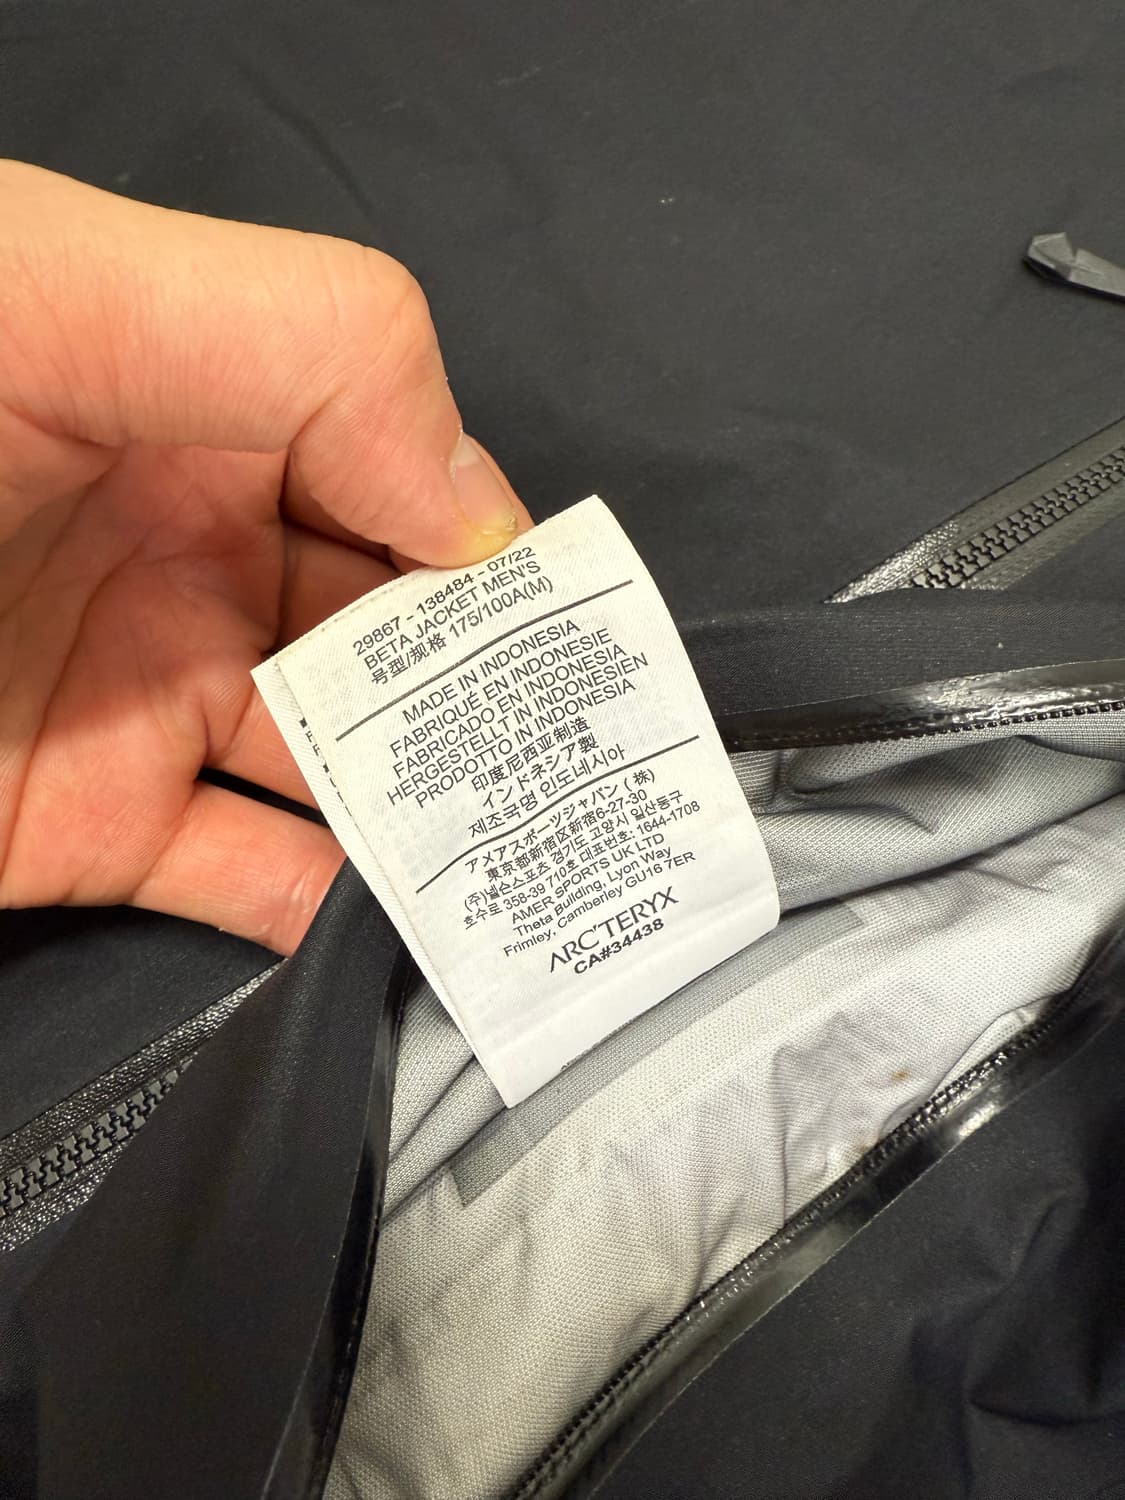 29867 - 138484 - 07/22
BETA JACKET MEN'S
号型/规格 175/100A(M)
MADE IN INDONESIA
FABRIQUÉ EN INDONESIE
FABRICADO EN INDONESIA
HERGESTELLT IN INDONESIEN
PRODOTTO IN INDONESIA
印度尼西亚制造
インドネシア製
제조국명 인도네시아
アメアスポーツジャパン (株)
東京都新宿区新宿6-27-30
(주)넬슨스포츠 경기도 고양시 일산동구
호수로 358-39 710호 대표번호: 1644-1708
AMER SPORTS UK LTD
Theta Building, Lyon Way
Frimley, Camberley GU16 7ER
ARC'TERYX
CA#34438